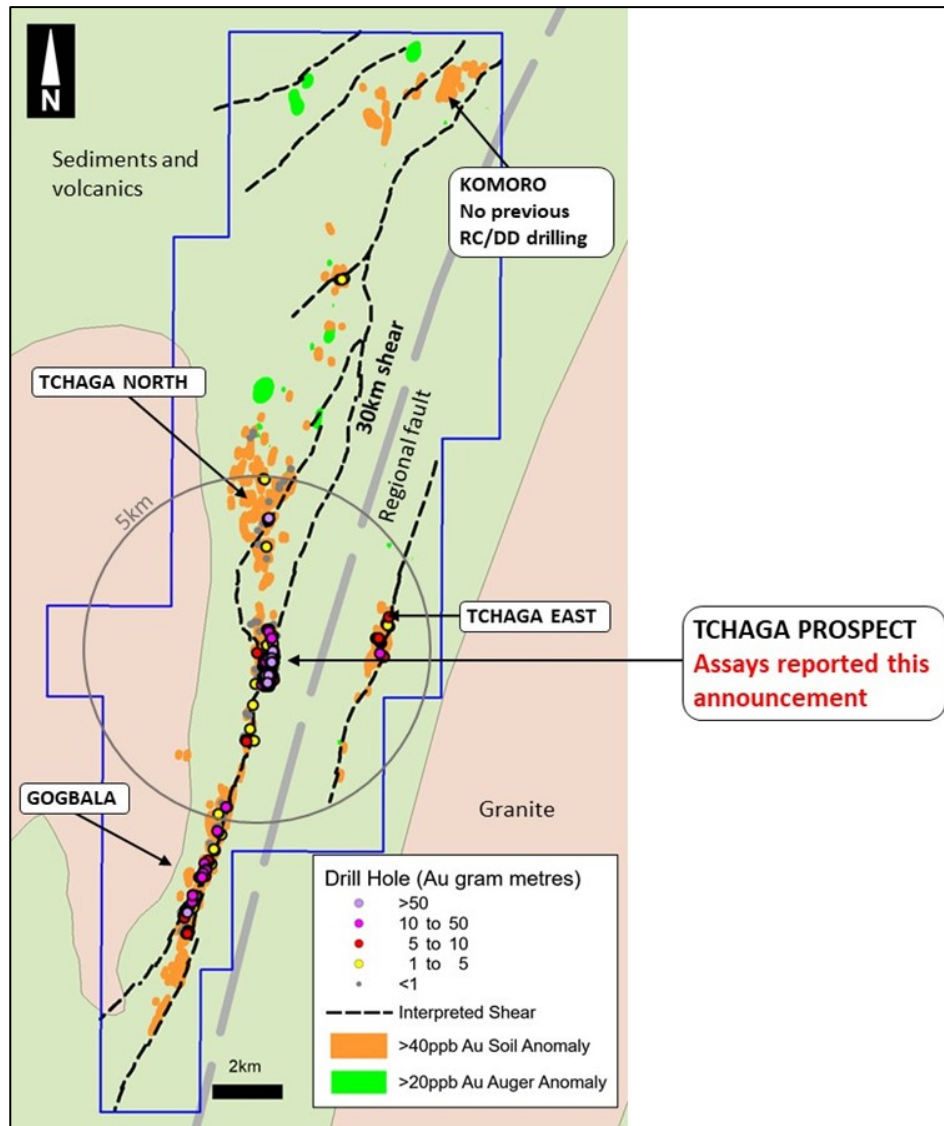 N
Sediments and
volcanics
KOMORO
No previous
RC/DD drilling
TCHAGA NORTH
30km shear
Regional fault
5km
TCHAGA EAST
TCHAGA PROSPECT
Assays reported this
announcement
GOGBALA
Granite
Drill Hole (Au gram metres)
>50
10 to 50
5 to 10
1 to 5
<1
Interpreted Shear
>40ppb Au Soil Anomaly
>20ppb Au Auger Anomaly
2km